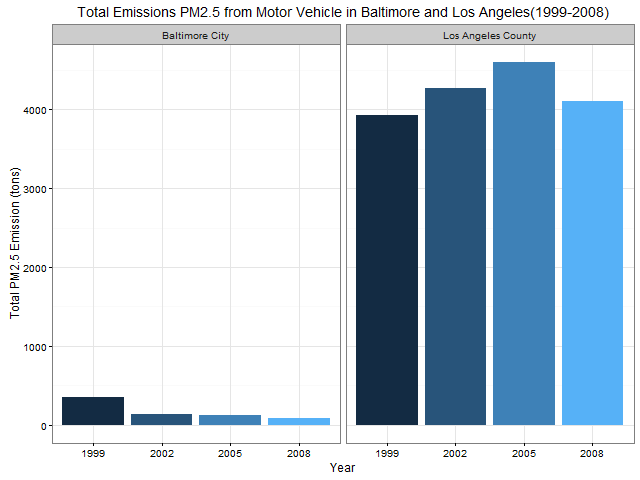 Total Emissions PM2.5 from Motor Vehicle in Baltimore and Los Angeles(1999-2008)
Baltimore City
Los Angeles County
Total PM2.5 Emission (tons)
4000
3000
2000
1000
0
1999 2002 2005 2008
1999 2002 2005 2008
Year